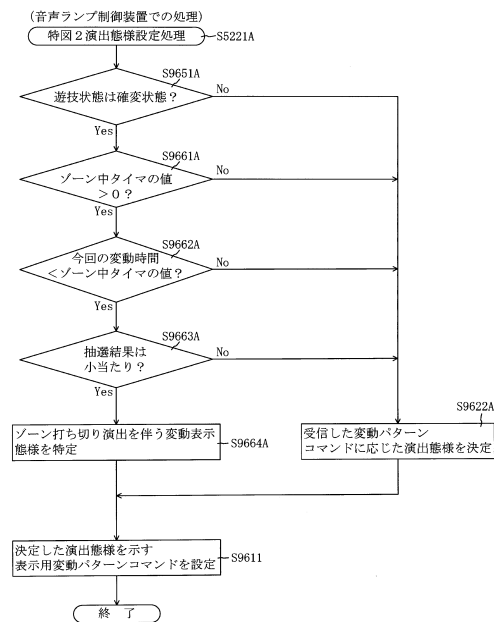 (音声ランプ制御装置での処理)
特図2演出態様設定処理
S5221A
S9651A
遊技状態は確変状態?
No
Yes
S9661A
ゾーン中タイマの値
>0?
No
Yes
S9662A
今回の変動時間
<ゾーン中タイマの値?
No
Yes
S9663A
抽選結果は
小当たり?
No
Yes
ゾーン打ち切り演出を伴う変動表示
態様を特定
S9664A
S9622A
受信した変動パターン
コマンドに応じた演出態様を決定
決定した演出態様を示す
表示用変動パターンコマンドを設定
S9611
終 了